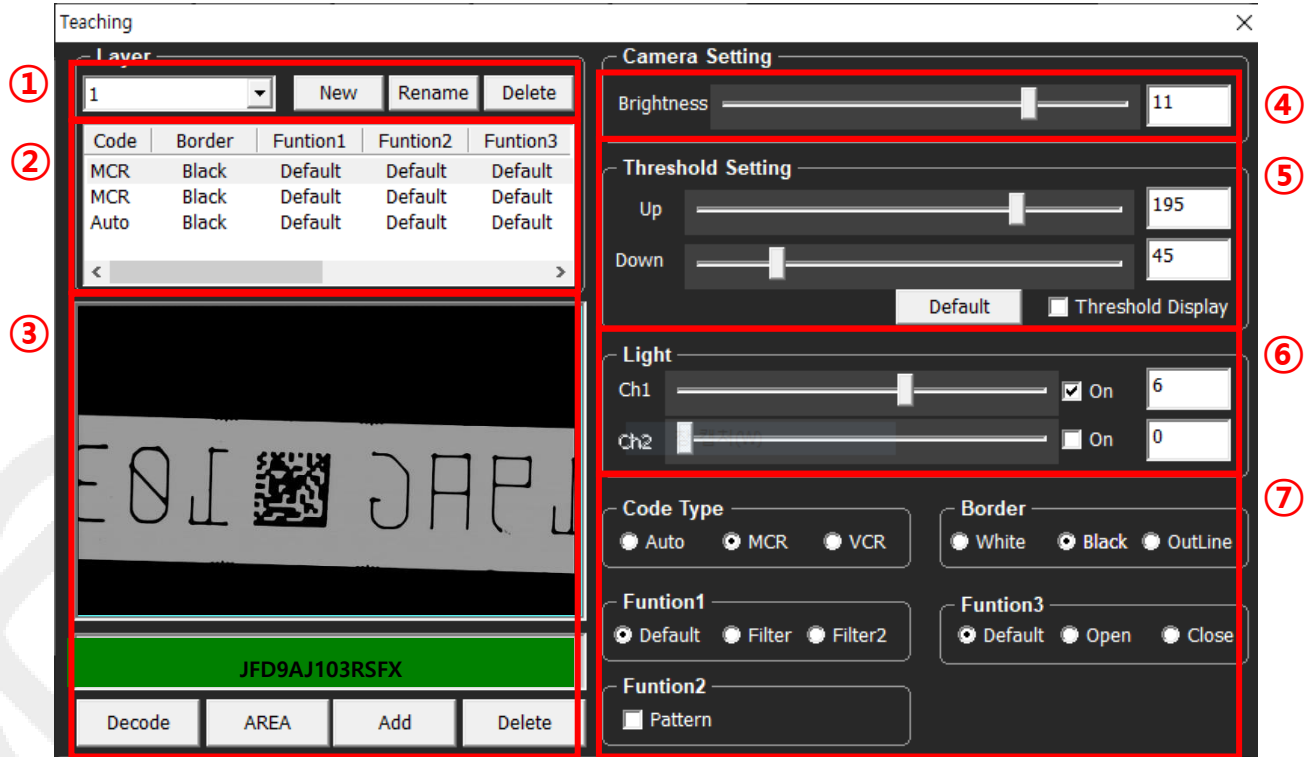 Teaching
Layer
①
1
New Rename Delete
②
Code Border Funtion1 Funtion2 Funtion3
MCR Black Default Default Default
MCR Black Default Default Default
Auto Black Default Default Default
③
JFD9AJ103RSFX
Decode AREA Add Delete
Camera Setting
Brightness 11
④
Threshold Setting
⑤
Up 195
Down 45
Default Threshold Display
Light
⑥
Ch1 On 6
Ch2 On 0
⑦
Code Type
Auto MCR VCR
Border
White Black OutLine
Funtion1
Default Filter Filter2
Funtion3
Default Open Close
Funtion2
Pattern